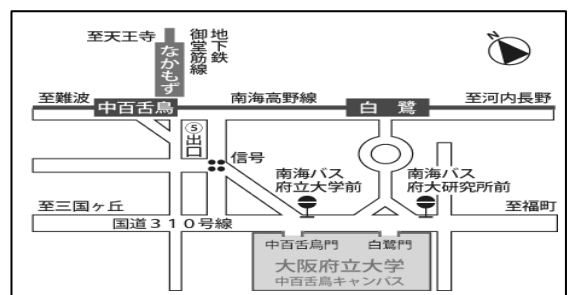 至天王寺
地下鉄
御堂筋線
なかもず
N
至難波
中百舌鳥
南海高野線
白鷺
至河内長野
⑤出口
信号
南海バス
府立大学前
南海バス
府大研究所前
至三国ヶ丘
国道310号線
至福町
中百舌鳥門
白鷺門
大阪府立大学
中百舌鳥キャンパス